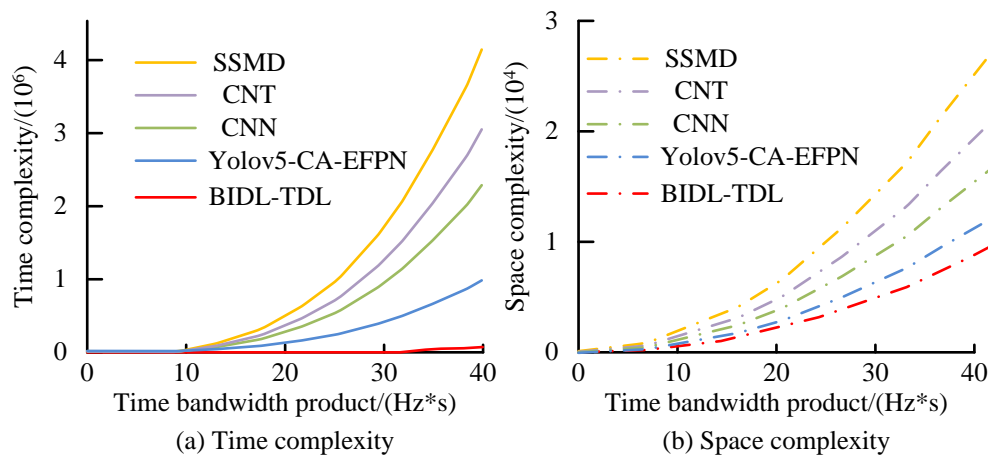 Time complexity/(10⁶)
4
3
2
1
0
SSMD
CNT
CNN
Yolov5-CA-EFPN
BIDL-TDL
0 10 20 30 40
Time bandwidth product/(Hz*s)
(a) Time complexity
Space complexity/(10⁴)
3
2
1
0
SSMD
CNT
CNN
Yolov5-CA-EFPN
BIDL-TDL
0 10 20 30 40
Time bandwidth product/(Hz*s)
(b) Space complexity